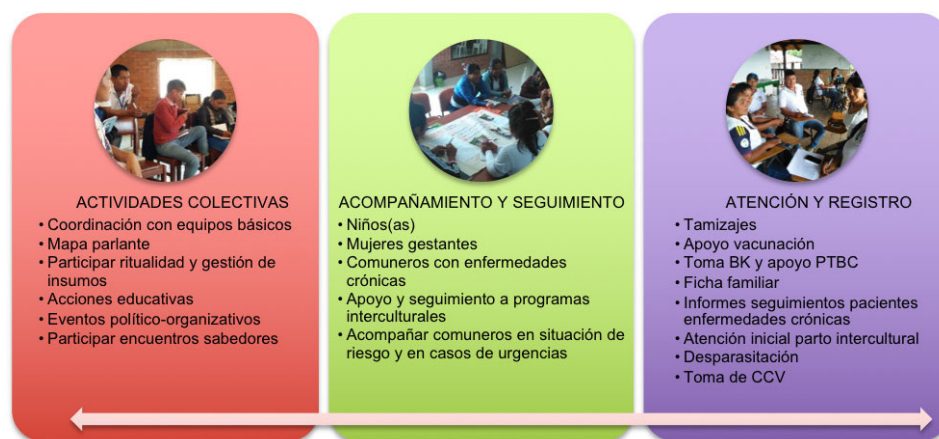 ACTIVIDADES COLECTIVAS
• Coordinación con equipos básicos
• Mapa parlante
• Participar ritualidad y gestión de
insumos
• Acciones educativas
• Eventos político-organizativos
• Participar encuentros sabedores
ACOMPAÑAMIENTO Y SEGUIMIENTO
• Niños(as)
• Mujeres gestantes
• Comuneros con enfermedades
crónicas
• Apoyo y seguimiento a programas
interculturales
• Acompañar comuneros en situación de
riesgo y en casos de urgencias
ATENCIÓN Y REGISTRO
• Tamizajes
• Apoyo vacunación
• Toma BK y apoyo PTBC
• Ficha familiar
• Informes seguimientos pacientes
enfermedades crónicas
• Atención inicial parto intercultural
• Desparasitación
• Toma de CCV